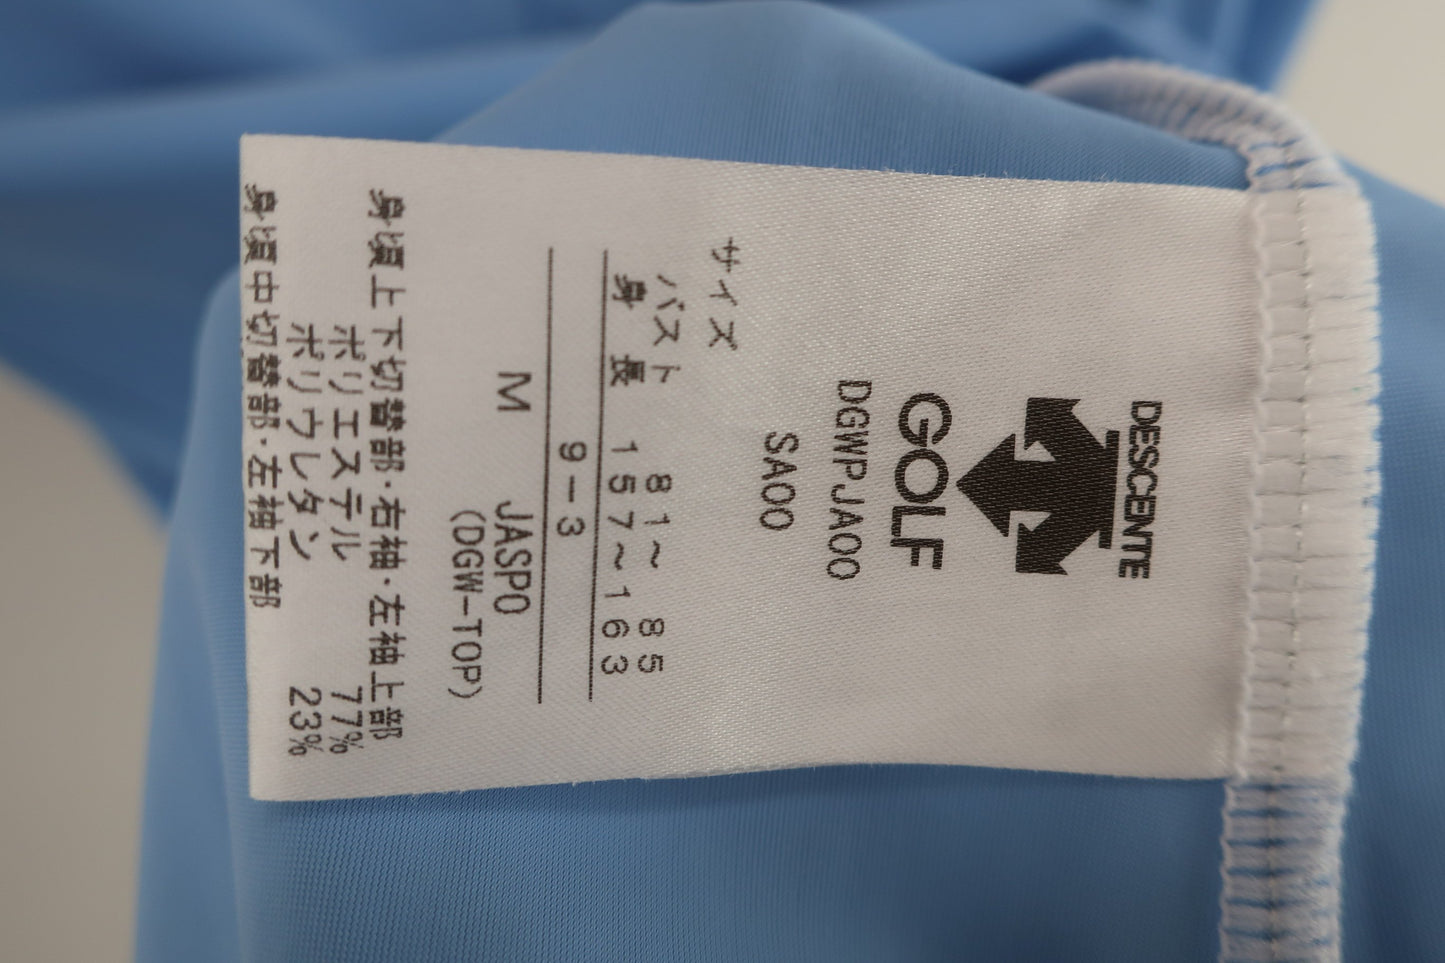 DESCENTE
GOLF
DGWPJA00
SA00
サイズ
バスト 81～ 85
身 長 157～163
9-3
M JASPO
(DGW-TOP)
身頃上下切替部・右袖・左袖上部
ポリエステル 77%
ポリウレタン 23%
身頃中切替部・左袖下部